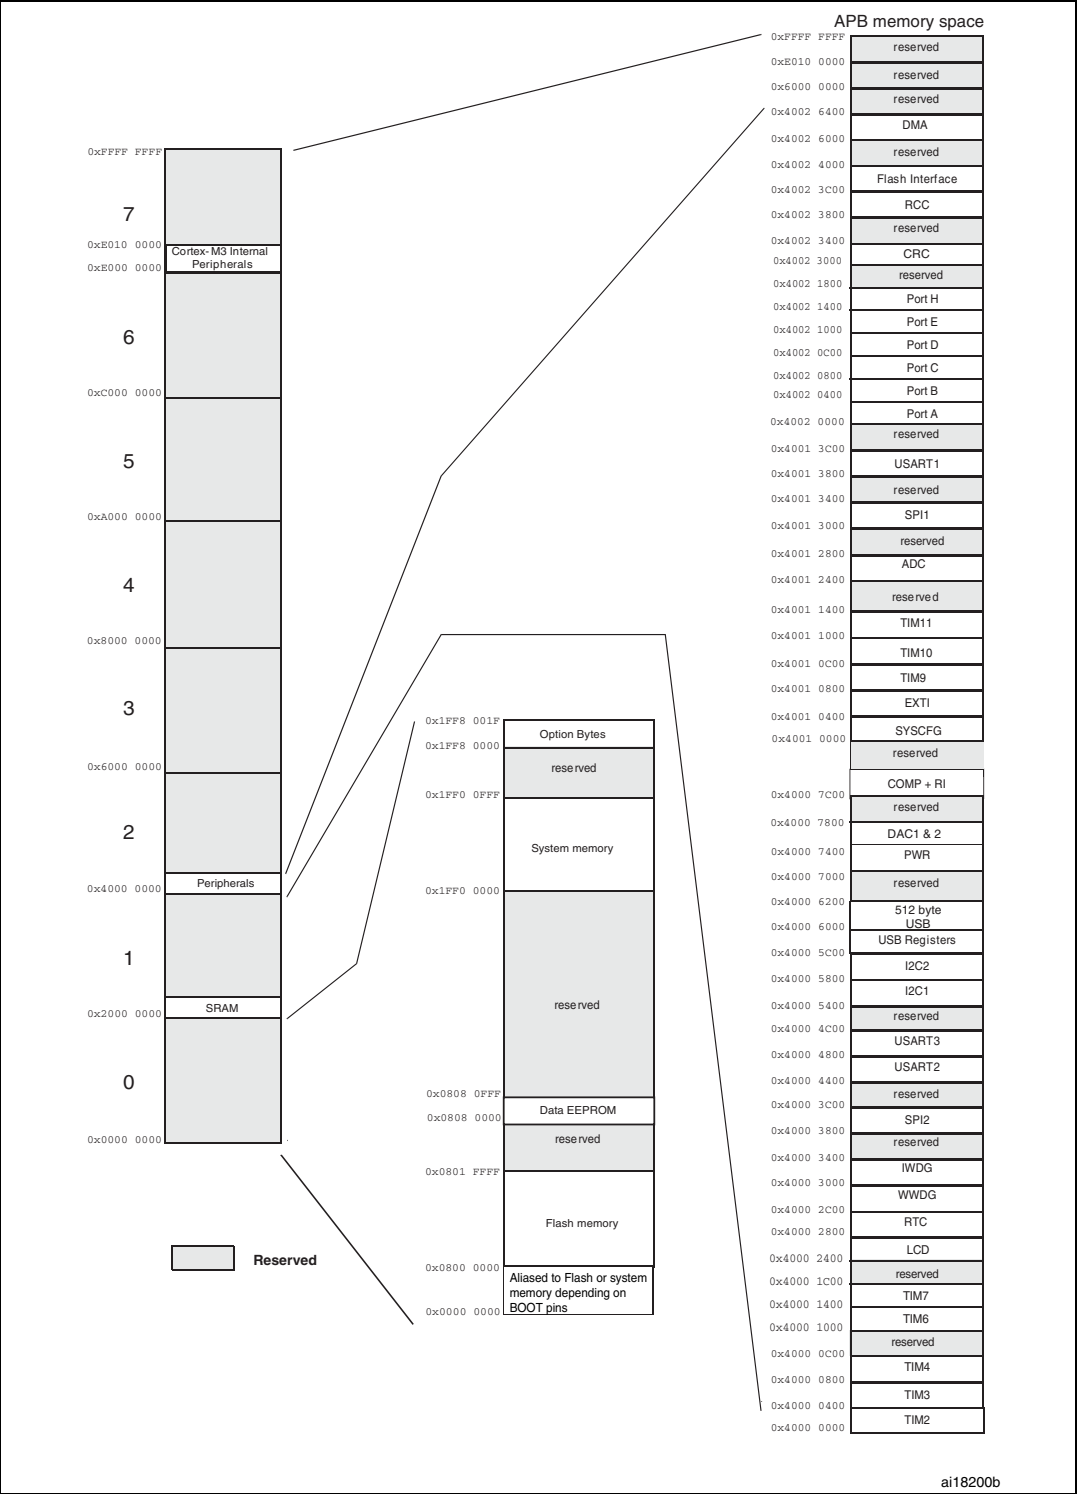 APB memory space
0xFFFF FFFF
reserved
0xE010 0000
reserved
0x6000 0000
reserved
0x4002 6400
DMA
0x4002 6000
reserved
0x4002 4000
Flash Interface
0x4002 3C00
RCC
0x4002 3800
reserved
0x4002 3400
CRC
0x4002 3000
reserved
0x4002 1800
Port H
0x4002 1400
Port E
0x4002 1000
Port D
0x4002 0C00
Port C
0x4002 0800
Port B
0x4002 0400
Port A
0x4002 0000
reserved
0x4001 3C00
USART1
0x4001 3800
reserved
0x4001 3400
SPI1
0x4001 3000
reserved
0x4001 2800
ADC
0x4001 2400
reserved
0x4001 1400
TIM11
0x4001 1000
TIM10
0x4001 0C00
TIM9
0x4001 0800
EXTI
0x4001 0400
SYSCFG
0x4001 0000
reserved
COMP + RI
0x4000 7C00
reserved
0x4000 7800
DAC1 & 2
0x4000 7400
PWR
0x4000 7000
reserved
0x4000 6200
512 byte
USB
0x4000 6000
USB Registers
0x4000 5C00
I2C2
0x4000 5800
I2C1
0x4000 5400
reserved
0x4000 4C00
USART3
0x4000 4800
USART2
0x4000 4400
reserved
0x4000 3C00
SPI2
0x4000 3800
reserved
0x4000 3400
IWDG
0x4000 3000
WWDG
0x4000 2C00
RTC
0x4000 2800
LCD
0x4000 2400
reserved
0x4000 1C00
TIM7
0x4000 1400
TIM6
0x4000 1000
reserved
0x4000 0C00
TIM4
0x4000 0800
TIM3
0x4000 0400
TIM2
0x4000 0000
0xFFFF FFFF
7
0xE010 0000
Cortex-M3 Internal
Peripherals
0xE000 0000
6
0xC000 0000
5
0xA000 0000
4
0x8000 0000
3
0x6000 0000
2
Peripherals
0x4000 0000
1
SRAM
0x2000 0000
0
0x0000 0000
0x1FF8 001F
Option Bytes
0x1FF8 0000
reserved
0x1FF0 0FFF
System memory
0x1FF0 0000
reserved
0x0808 0FFF
Data EEPROM
0x0808 0000
reserved
0x0801 FFFF
Flash memory
0x0800 0000
Aliased to Flash or system
memory depending on
BOOT pins
0x0000 0000
Reserved
ai18200b